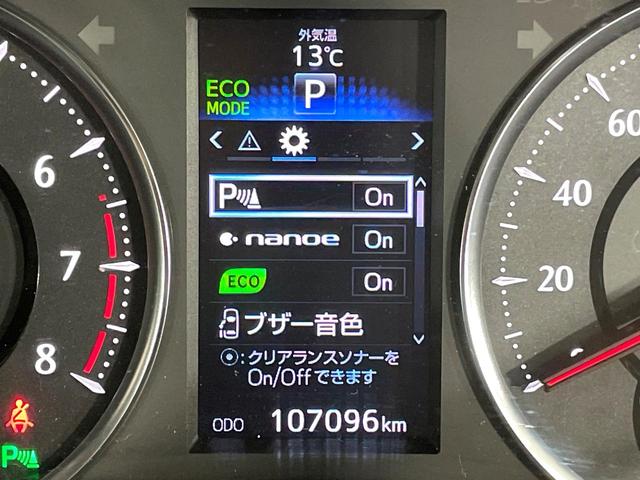 外気温
13℃
ECO
MODE
P
6
7
8
60
40
20
P On
nanoe On
ECO On
ブザー音色
:クリアランスソナーを
On/Offできます
ODO 107096km
P